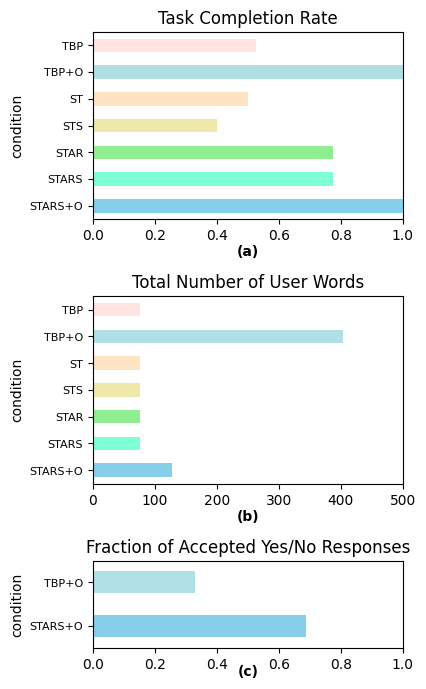 Task Completion Rate
condition
TBP
TBP+O
ST
STS
STAR
STARS
STARS+O
0.0 0.2 0.4 0.6 0.8 1.0
(a)
Total Number of User Words
condition
TBP
TBP+O
ST
STS
STAR
STARS
STARS+O
0 100 200 300 400 500
(b)
Fraction of Accepted Yes/No Responses
condition
TBP+O
STARS+O
0.0 0.2 0.4 0.6 0.8 1.0
(c)